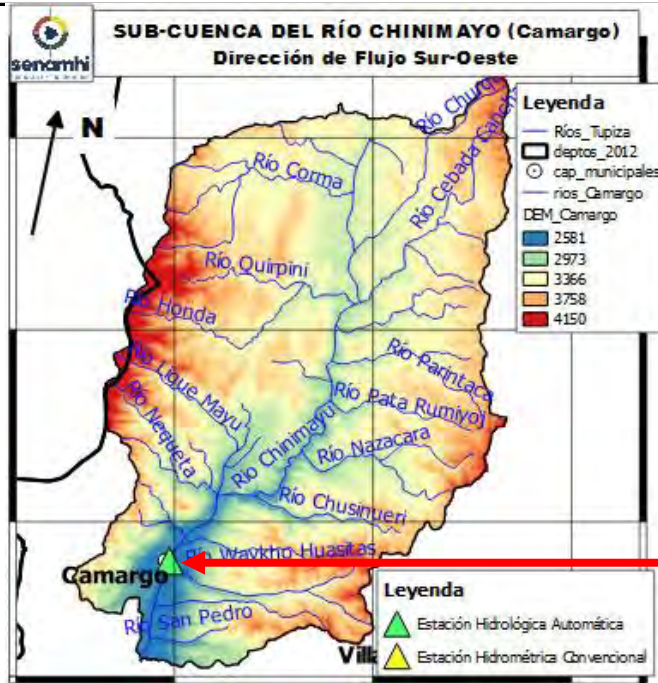 SUB-CUENCA DEL RÍO CHINIMAYO (Camargo)
Dirección de Flujo Sur-Oeste
senamhi
N
Leyenda
Ríos_Tupiza
deptos_2012
cap_municipales
rios_Camargo
DEM_Camargo
2581
2973
3366
3758
4150
Río Churq
Río Cebada Cancha
Río Corma
Río Quirpini
Río Honda
Río Parintaca
Río Lique Mayu
Río Pata Rumiyoj
Río Nequeta
Río Chinimayu
Río Nazacara
Río Chusinueri
Río Waykho Huasitas
Camargo
Río San Pedro
Villa
Leyenda
Estación Hidrológica Automática
Estación Hidrométrica Convencional